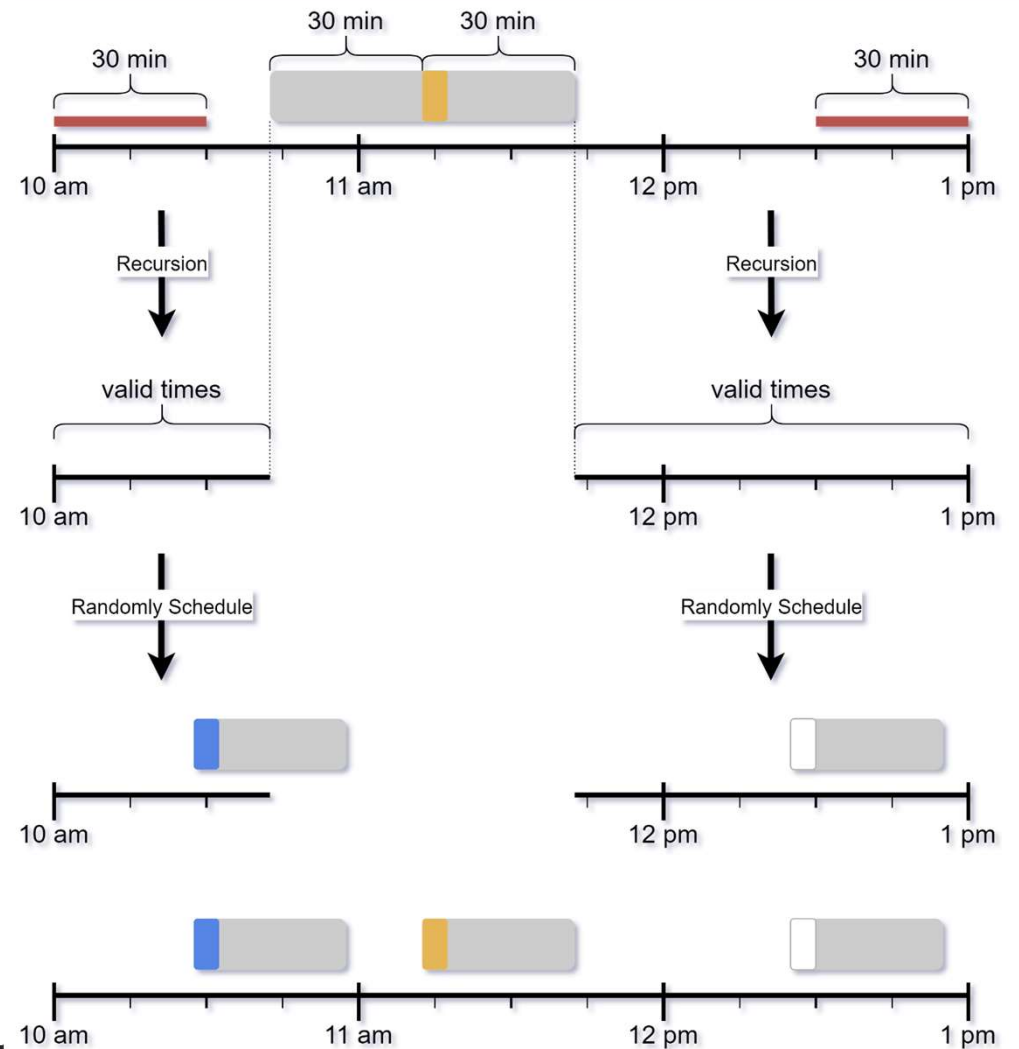 30 min 30 min
30 min 30 min
10 am 11 am 12 pm 1 pm
Recursion Recursion
valid times valid times
10 am 12 pm 1 pm
Randomly Schedule Randomly Schedule
10 am 12 pm 1 pm
10 am 11 am 12 pm 1 pm